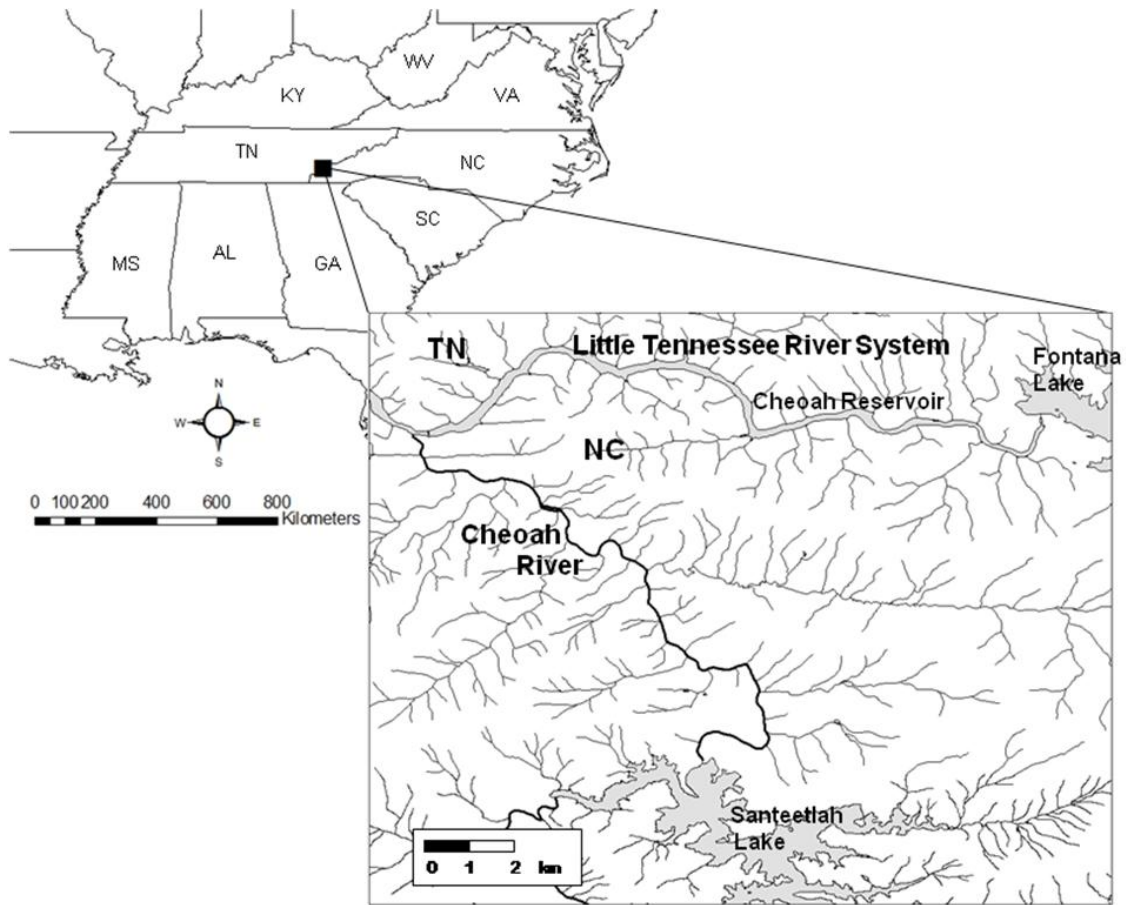 WV
KY
VA
TN
NC
SC
MS
AL
GA
N
W
E
S
0 100 200 400 600 800
Kilometers
TN
Little Tennessee River System
Fontana
Lake
Cheoah Reservoir
NC
Cheoah
River
Santeetlah
Lake
0 1 2 km